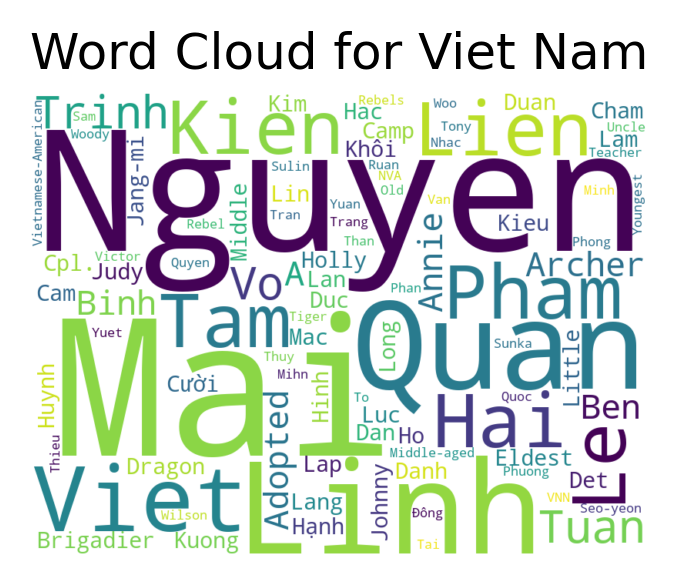 Word Cloud for Viet Nam
Vietnamese-American
Trinh
Sam
Woody
Jang-mi
Kien
Kim
Hac
Rebels
Camp
Khôi
Lien
Woo
Tony
Nhac
Duan
Cham
Uncle
Lam
Teacher
Youngest
Nguyen
Sulin
Lin
Tran
Ruan
NVA
Old
Yuan
Trang
Van
Minh
Kieu
Phong
Rebel
Middle
Than
Cpl.
Victor
Judy
Quyen
Vo
A
Holly
Lan
Duc
Annie
Phan
Pham
Archer
Cam
Binh
Tam
Tiger
Mac
Long
Quan
Sunka
Little
Yuet
Mai
Thuy
Mihn
Cười
Hinh
To
Luc
Dan
Ho
Hai
Quoc
Ben
Le
Huynh
Thieu
Adopted
Middle-aged
Eldest
Viet
Dragon
Lap
Danh
Phuong
Det
Johnny
Linh
Lang
Hạnh
Đông
VNN
Seo-yeon
Wilson
Brigadier
Kuong
Tai
Tuan